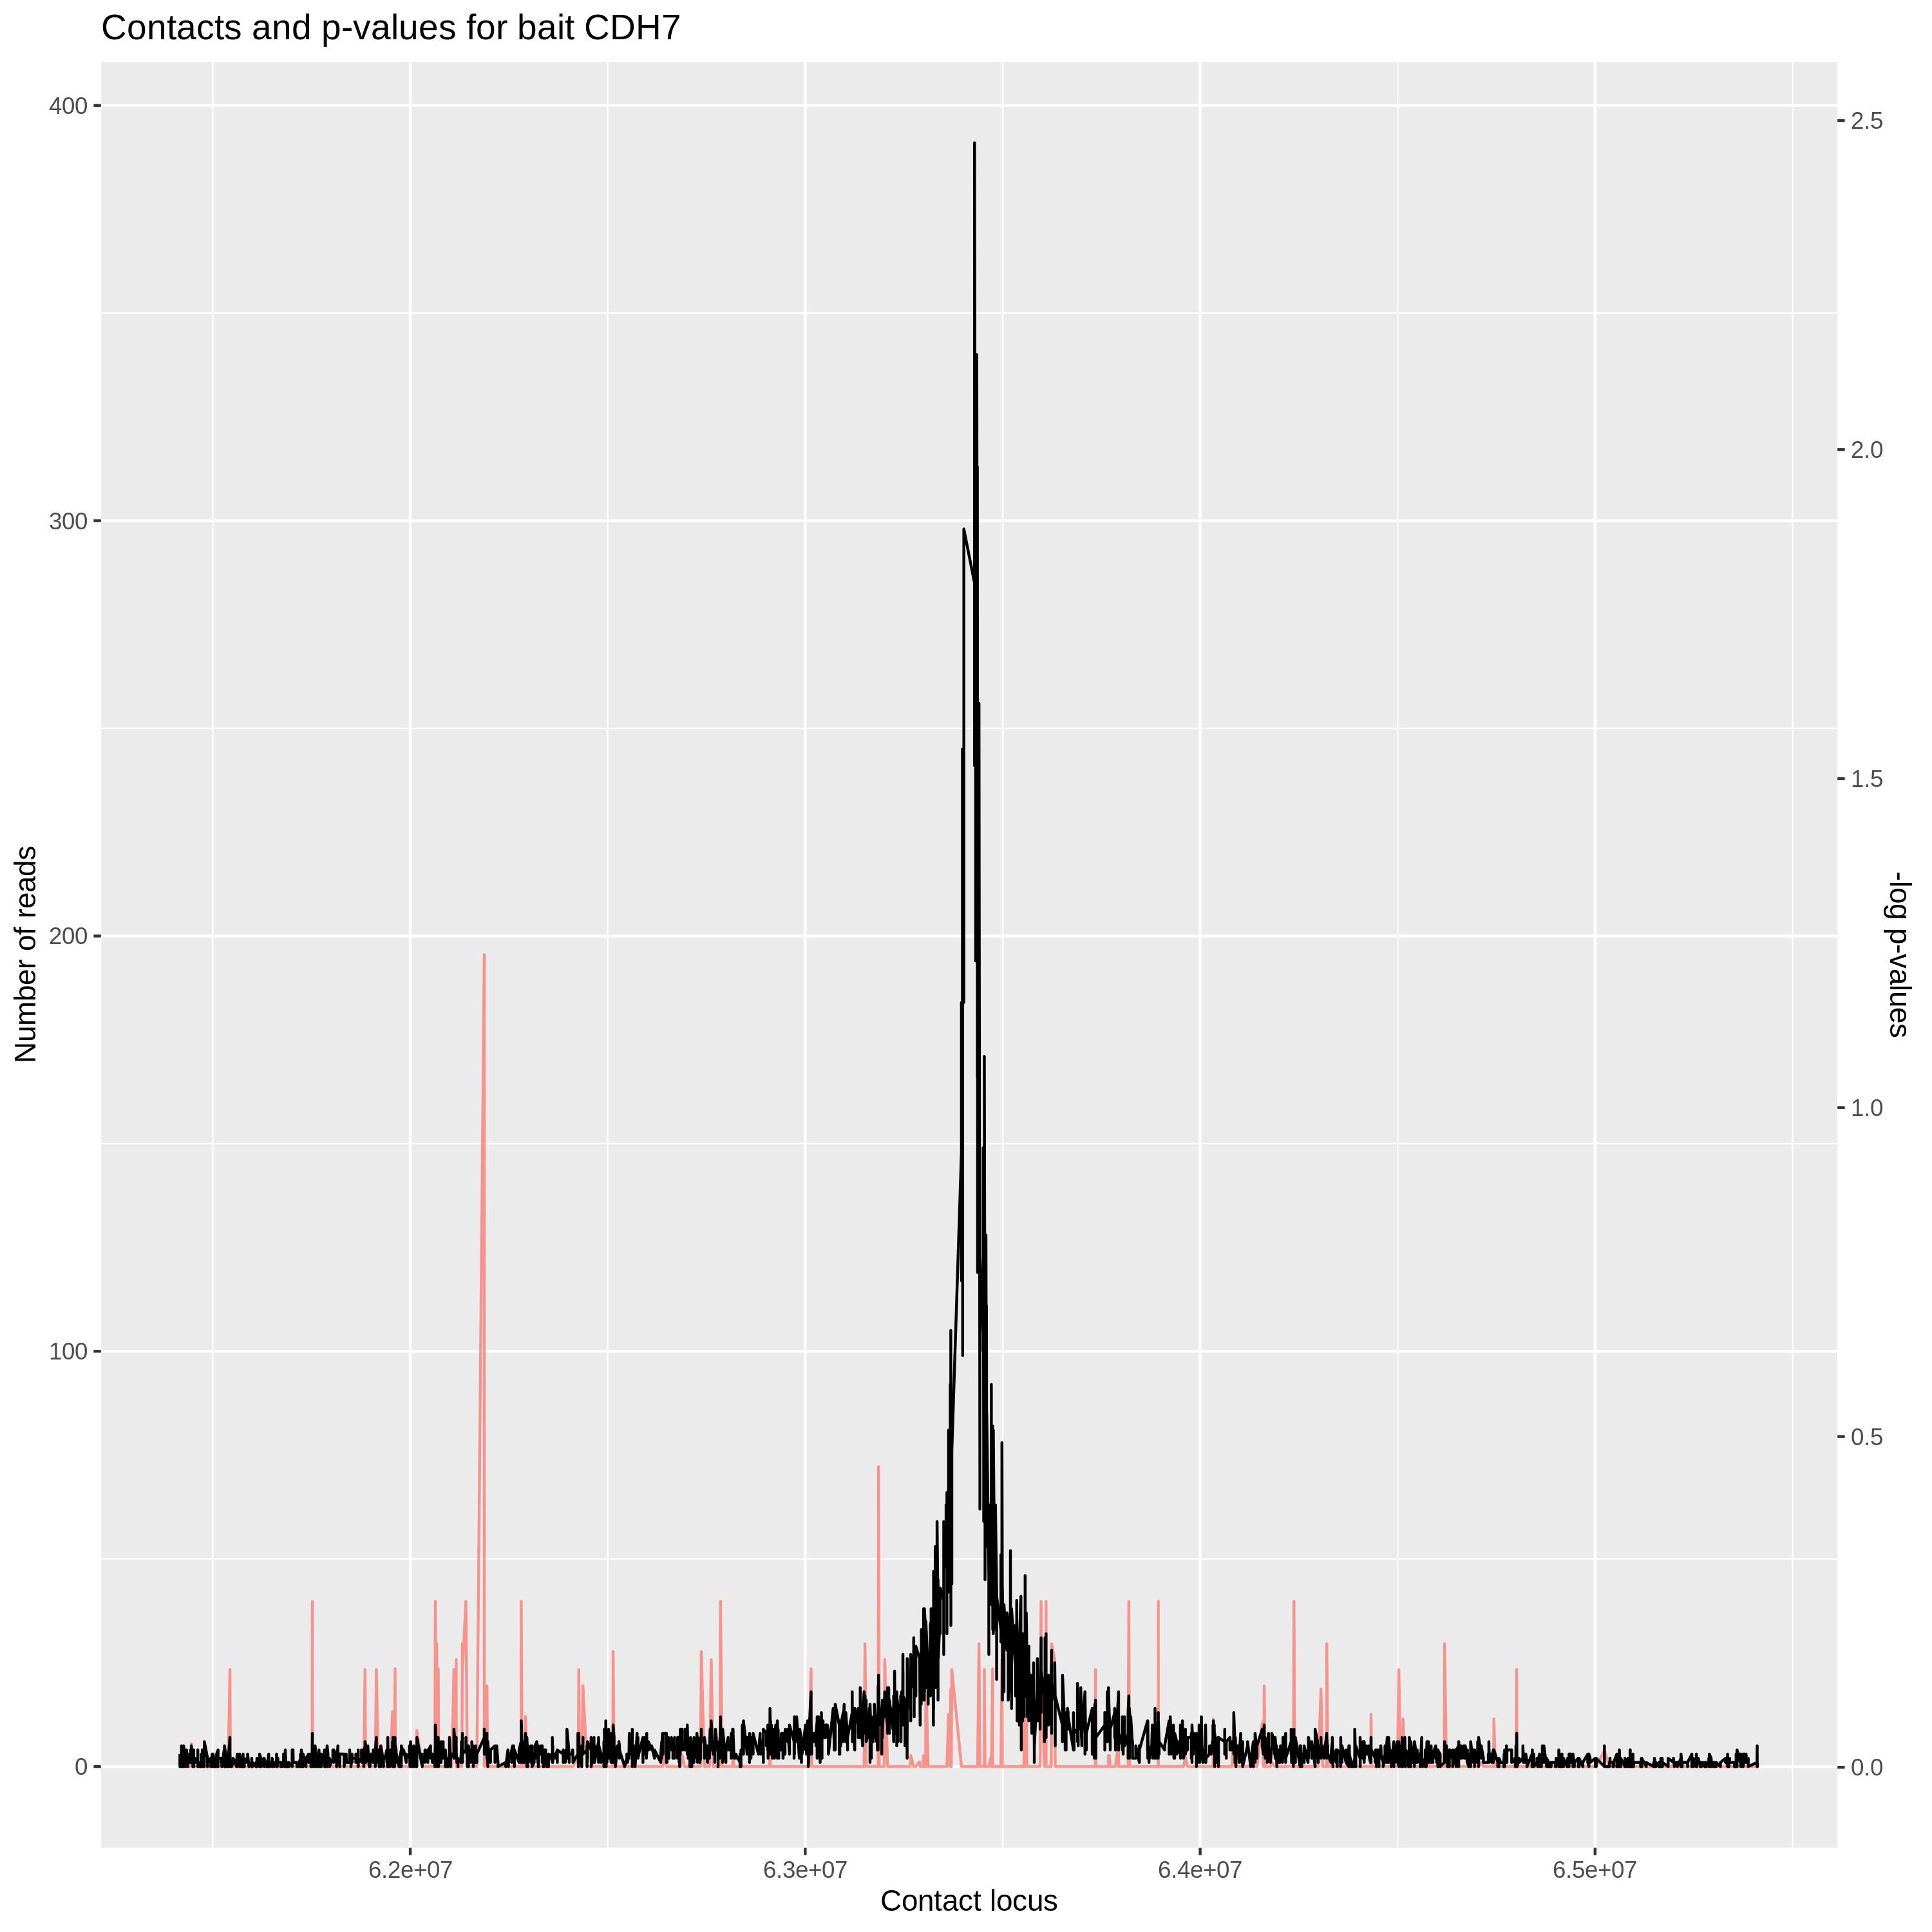 Contacts and p-values for bait CDH7
400
300
200
100
0
Number of reads
2.5
2.0
1.5
1.0
0.5
0.0
-log p-values
6.2e+07
6.3e+07
6.4e+07
6.5e+07
Contact locus